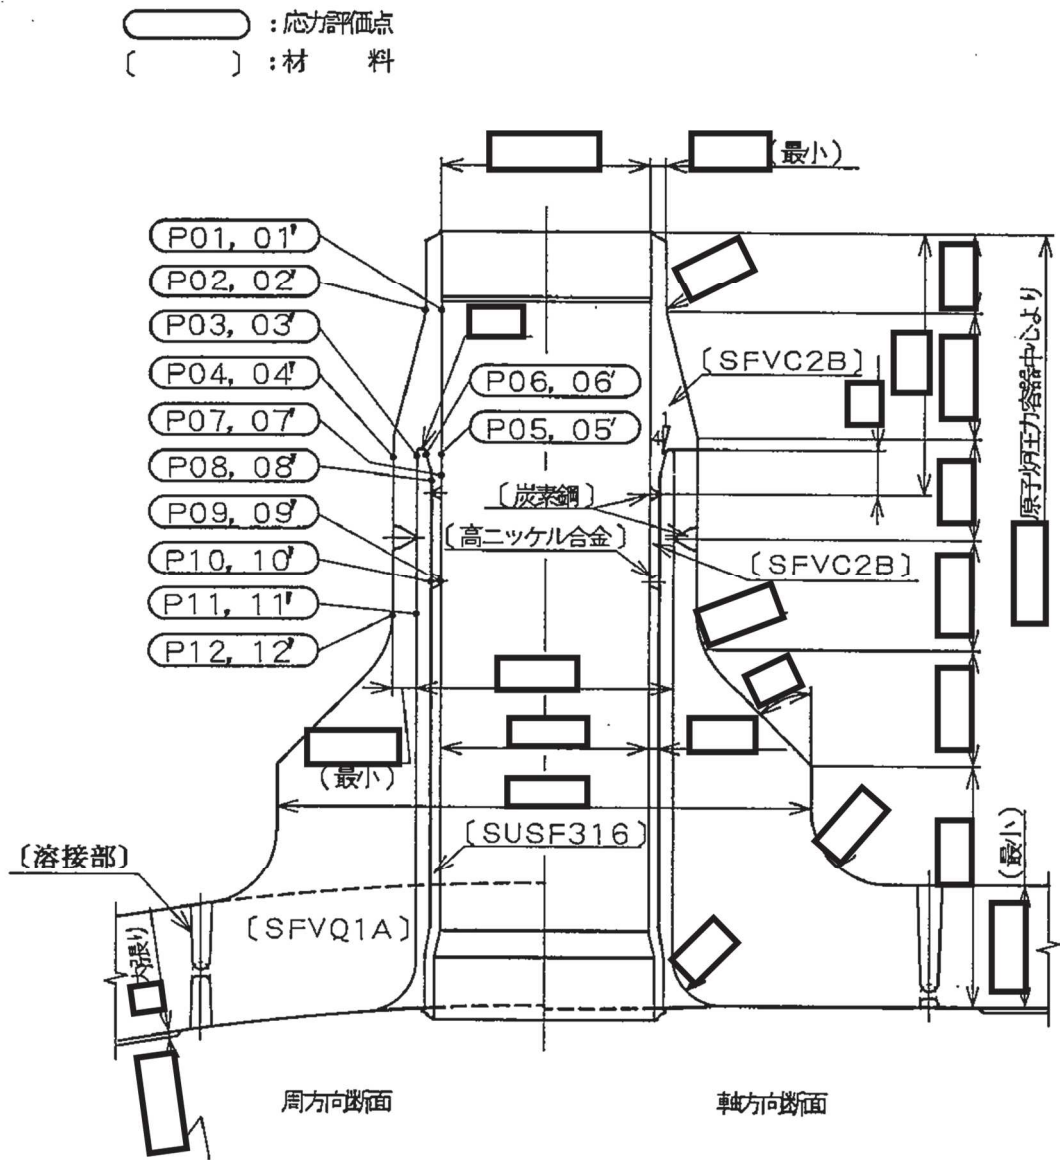 ：応力評価点
〔 〕：材 料
（最小）
P01, 01'
P02, 02'
P03, 03'
P04, 04'
P07, 07'
P08, 08'
P09, 09'
P10, 10'
P11, 11'
P12, 12'
P06, 06'
P05, 05'
〔SFVC2B〕
〔炭素鋼〕
〔高ニッケル合金〕
〔SFVC2B〕
原子炉圧力容器中心より
（最小）
〔SUSF316〕
〔溶接部〕
〔SFVQ1A〕
（最小）
周方向断面
軸方向断面